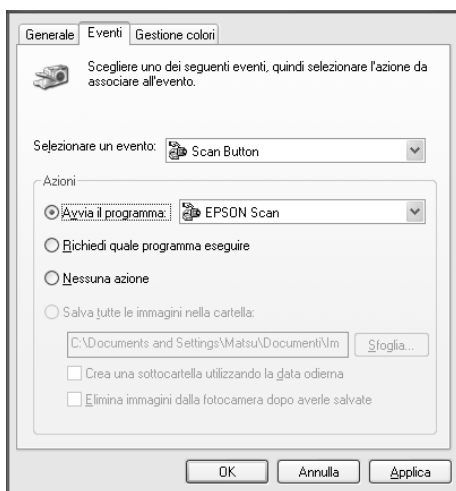 Generale Eventi Gestione colori
Scegliere uno dei seguenti eventi, quindi selezionare l'azione da
associare all'evento.
Selezionare un evento: Scan Button
Azioni
Avvia il programma: EPSON Scan
Richiedi quale programma eseguire
Nessuna azione
Salva tutte le immagini nella cartella:
C:\Documents and Settings\Matsu\Documenti\Im Sfoglia...
Crea una sottocartella utilizzando la data odierna
Elimina immagini dalla fotocamera dopo averle salvate
OK Annulla Applica